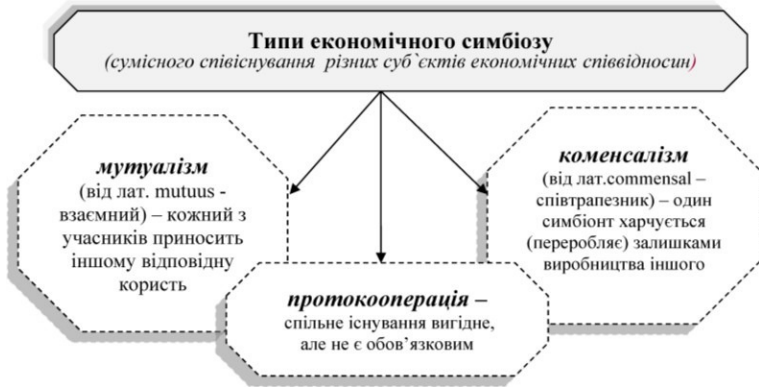 Типи економічного симбіозу
(сумісного співіснування різних суб`єктів економічних співвідносин)
мутуалізм
(від лат. mutuus -
взаємний) – кожний з
учасників приносить
іншому відповідну
користь
протокооперація –
спільне існування вигідне,
але не є обов’язковим
коменсалізм
(від лат.commensal –
співтрапезник) – один
симбіонт харчується
(переробляє) залишками
виробництва іншого